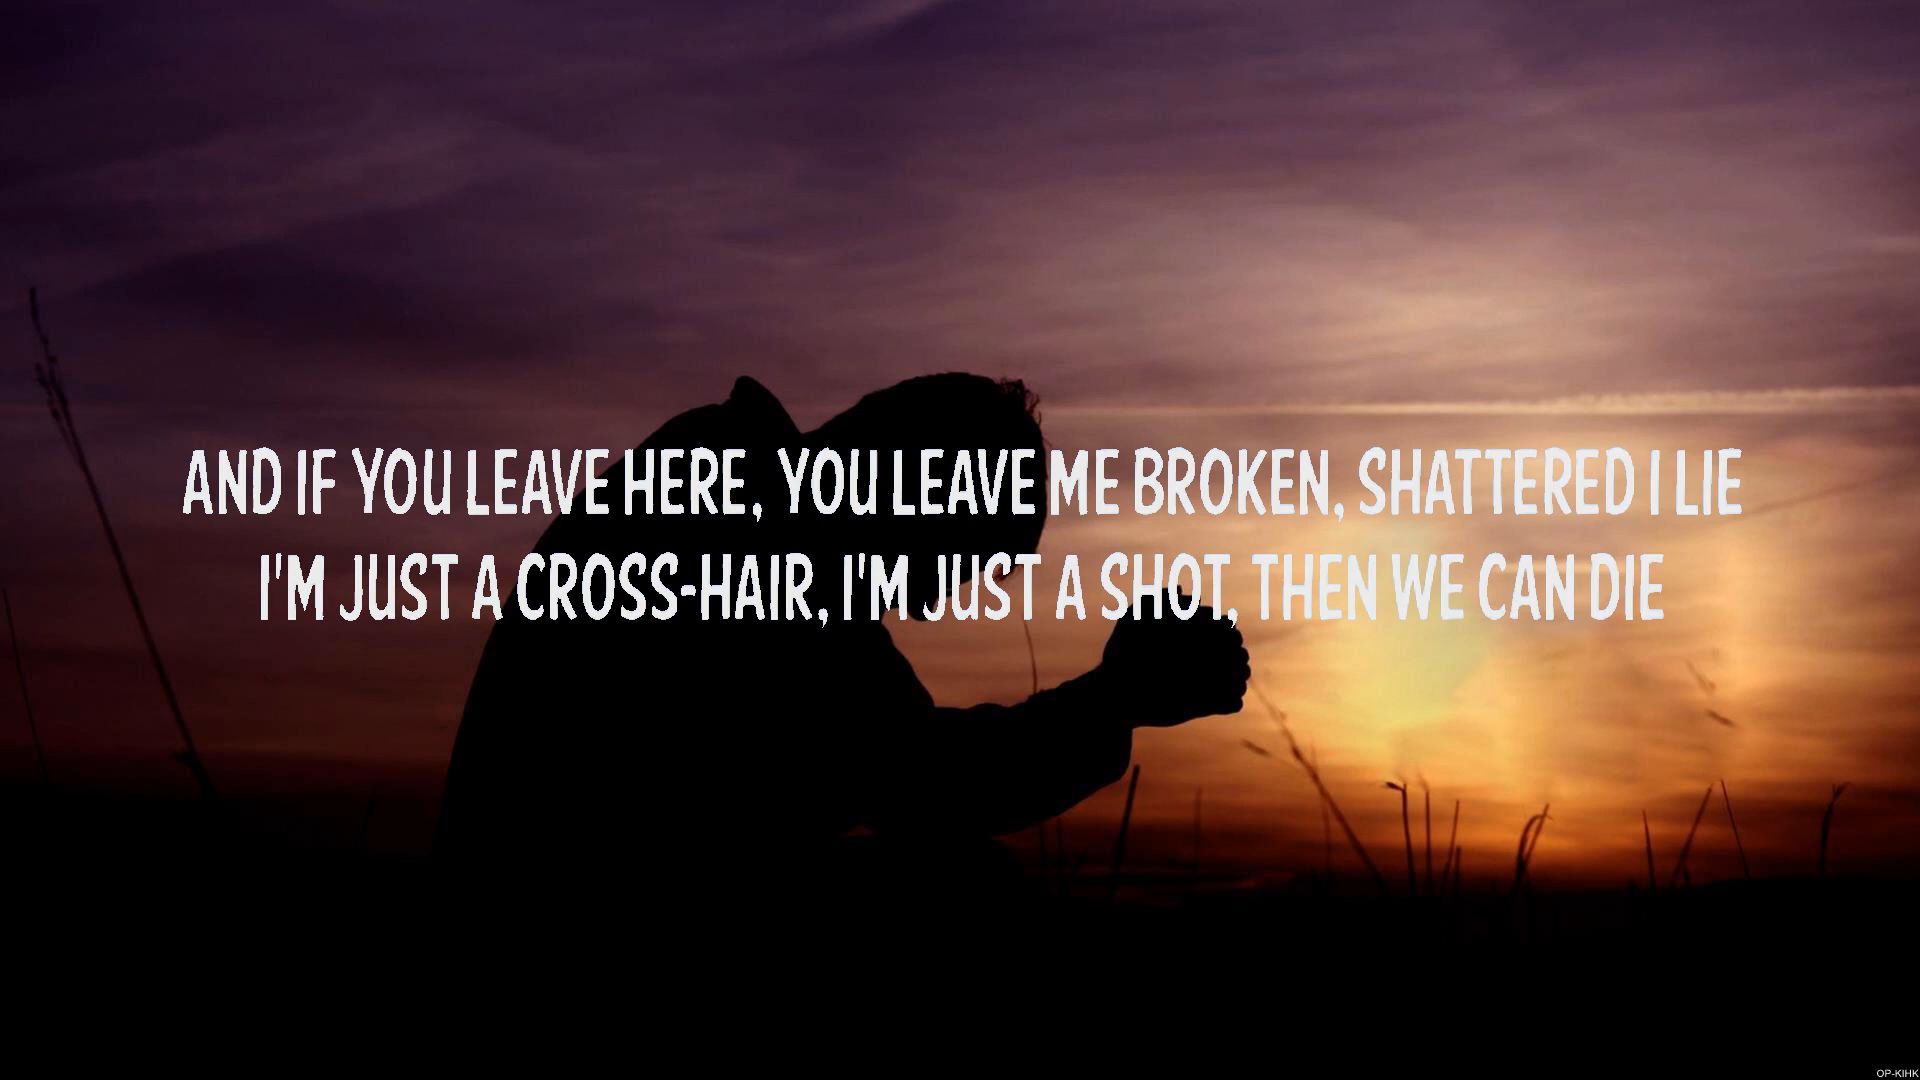 AND IF YOU LEAVE HERE, YOU LEAVE ME BROKEN, SHATTERED I LIE
I'M JUST A CROSS-HAIR, I'M JUST A SHOT, THEN WE CAN DIE
OP-KIHK